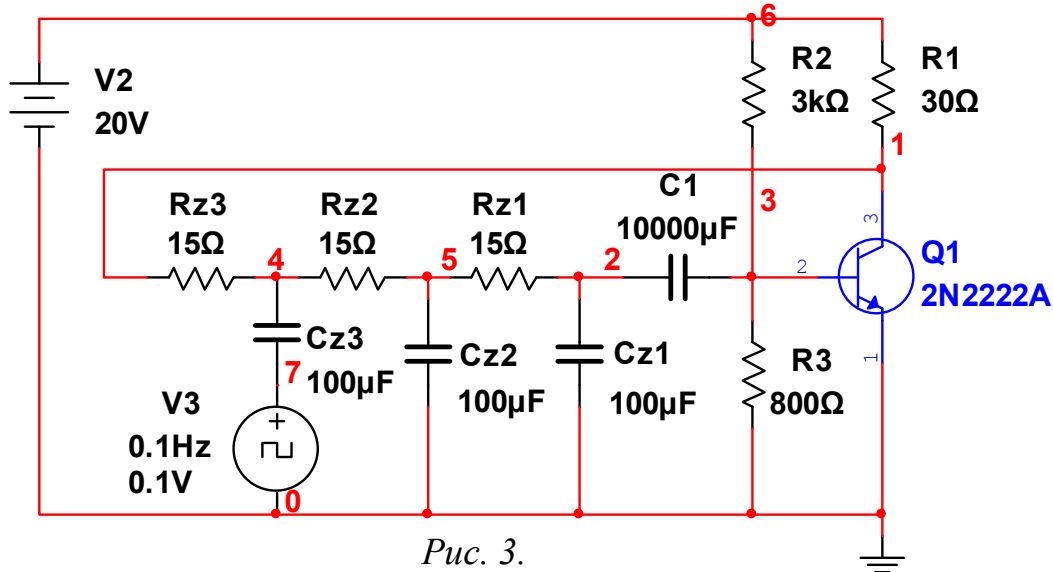 6
V2
20V
R2
3kΩ
R1
30Ω
1
Rz3
15Ω
Rz2
15Ω
Rz1
15Ω
C1
10000µF
3
3
4
5
2
2
Q1
2N2222A
1
Cz3
100µF
Cz2
100µF
Cz1
100µF
R3
800Ω
7
V3
0.1Hz
0.1V
0
Рис. 3.